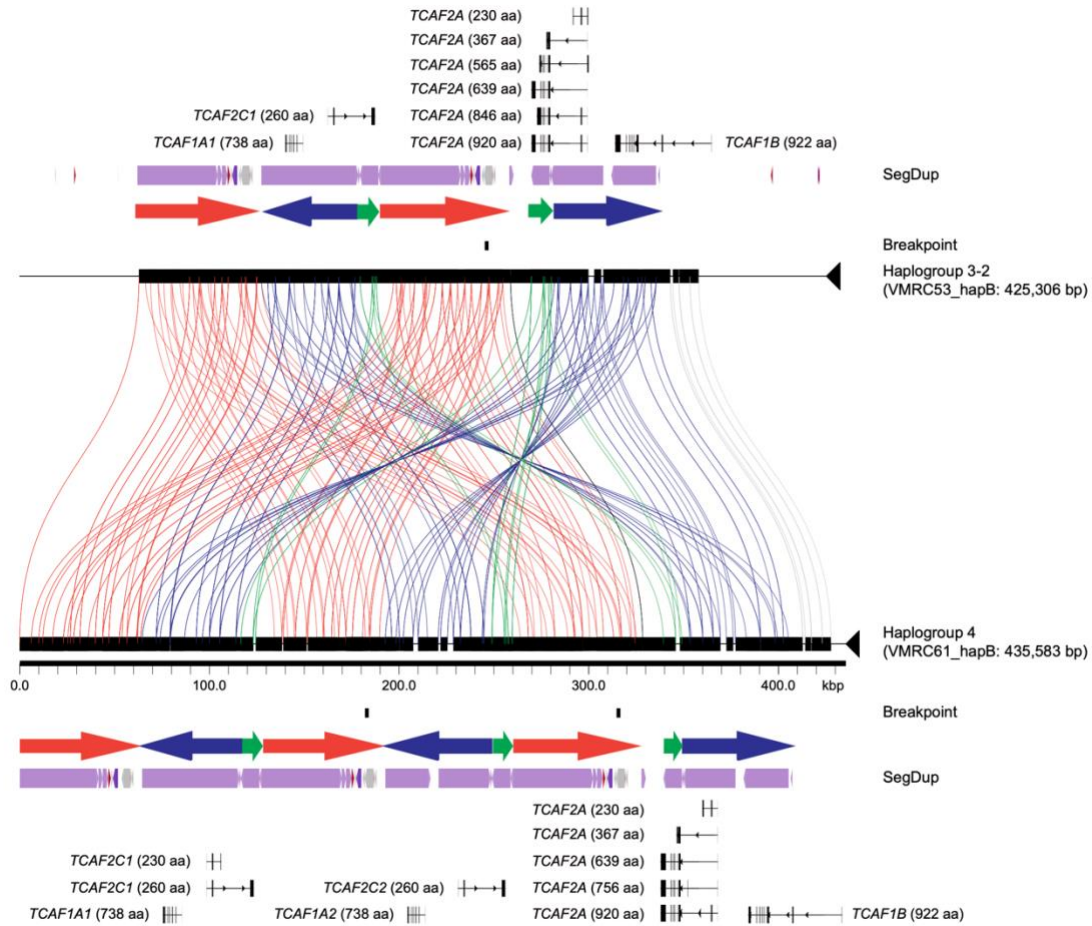 TCAF2A (230 aa)
TCAF2A (367 aa)
TCAF2A (565 aa)
TCAF2A (639 aa)
TCAF2C1 (260 aa) TCAF2A (846 aa)
TCAF1A1 (738 aa) TCAF2A (920 aa) TCAF1B (922 aa)
SegDup
Breakpoint
Haplogroup 3-2
(VMRC53_hapB: 425,306 bp)
Haplogroup 4
(VMRC61_hapB: 435,583 bp)
0.0 100.0 200.0 300.0 400.0 kbp
Breakpoint
SegDup
TCAF2A (230 aa)
TCAF2A (367 aa)
TCAF2C1 (230 aa) TCAF2A (639 aa)
TCAF2C1 (260 aa) TCAF2C2 (260 aa) TCAF2A (756 aa)
TCAF1A1 (738 aa) TCAF1A2 (738 aa) TCAF2A (920 aa) TCAF1B (922 aa)